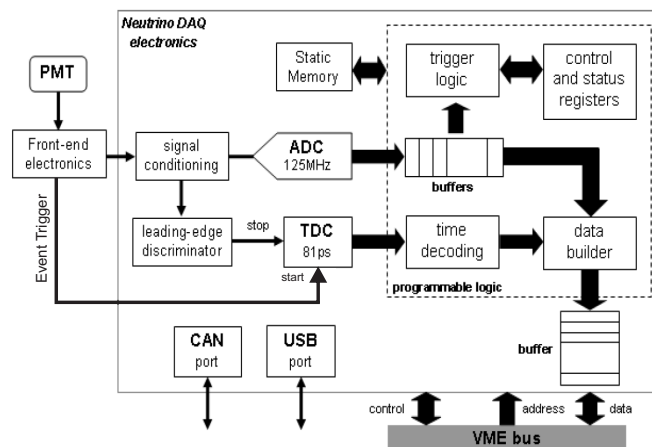 Neutrino DAQ
electronics
PMT
Static
Memory
trigger
logic
control
and status
registers
Front-end
electronics
signal
conditioning
ADC
125MHz
buffers
Event Trigger
leading-edge
discriminator
stop
TDC
81ps
start
time
decoding
data
builder
programmable logic
CAN
port
USB
port
buffer
control
address
data
VME bus